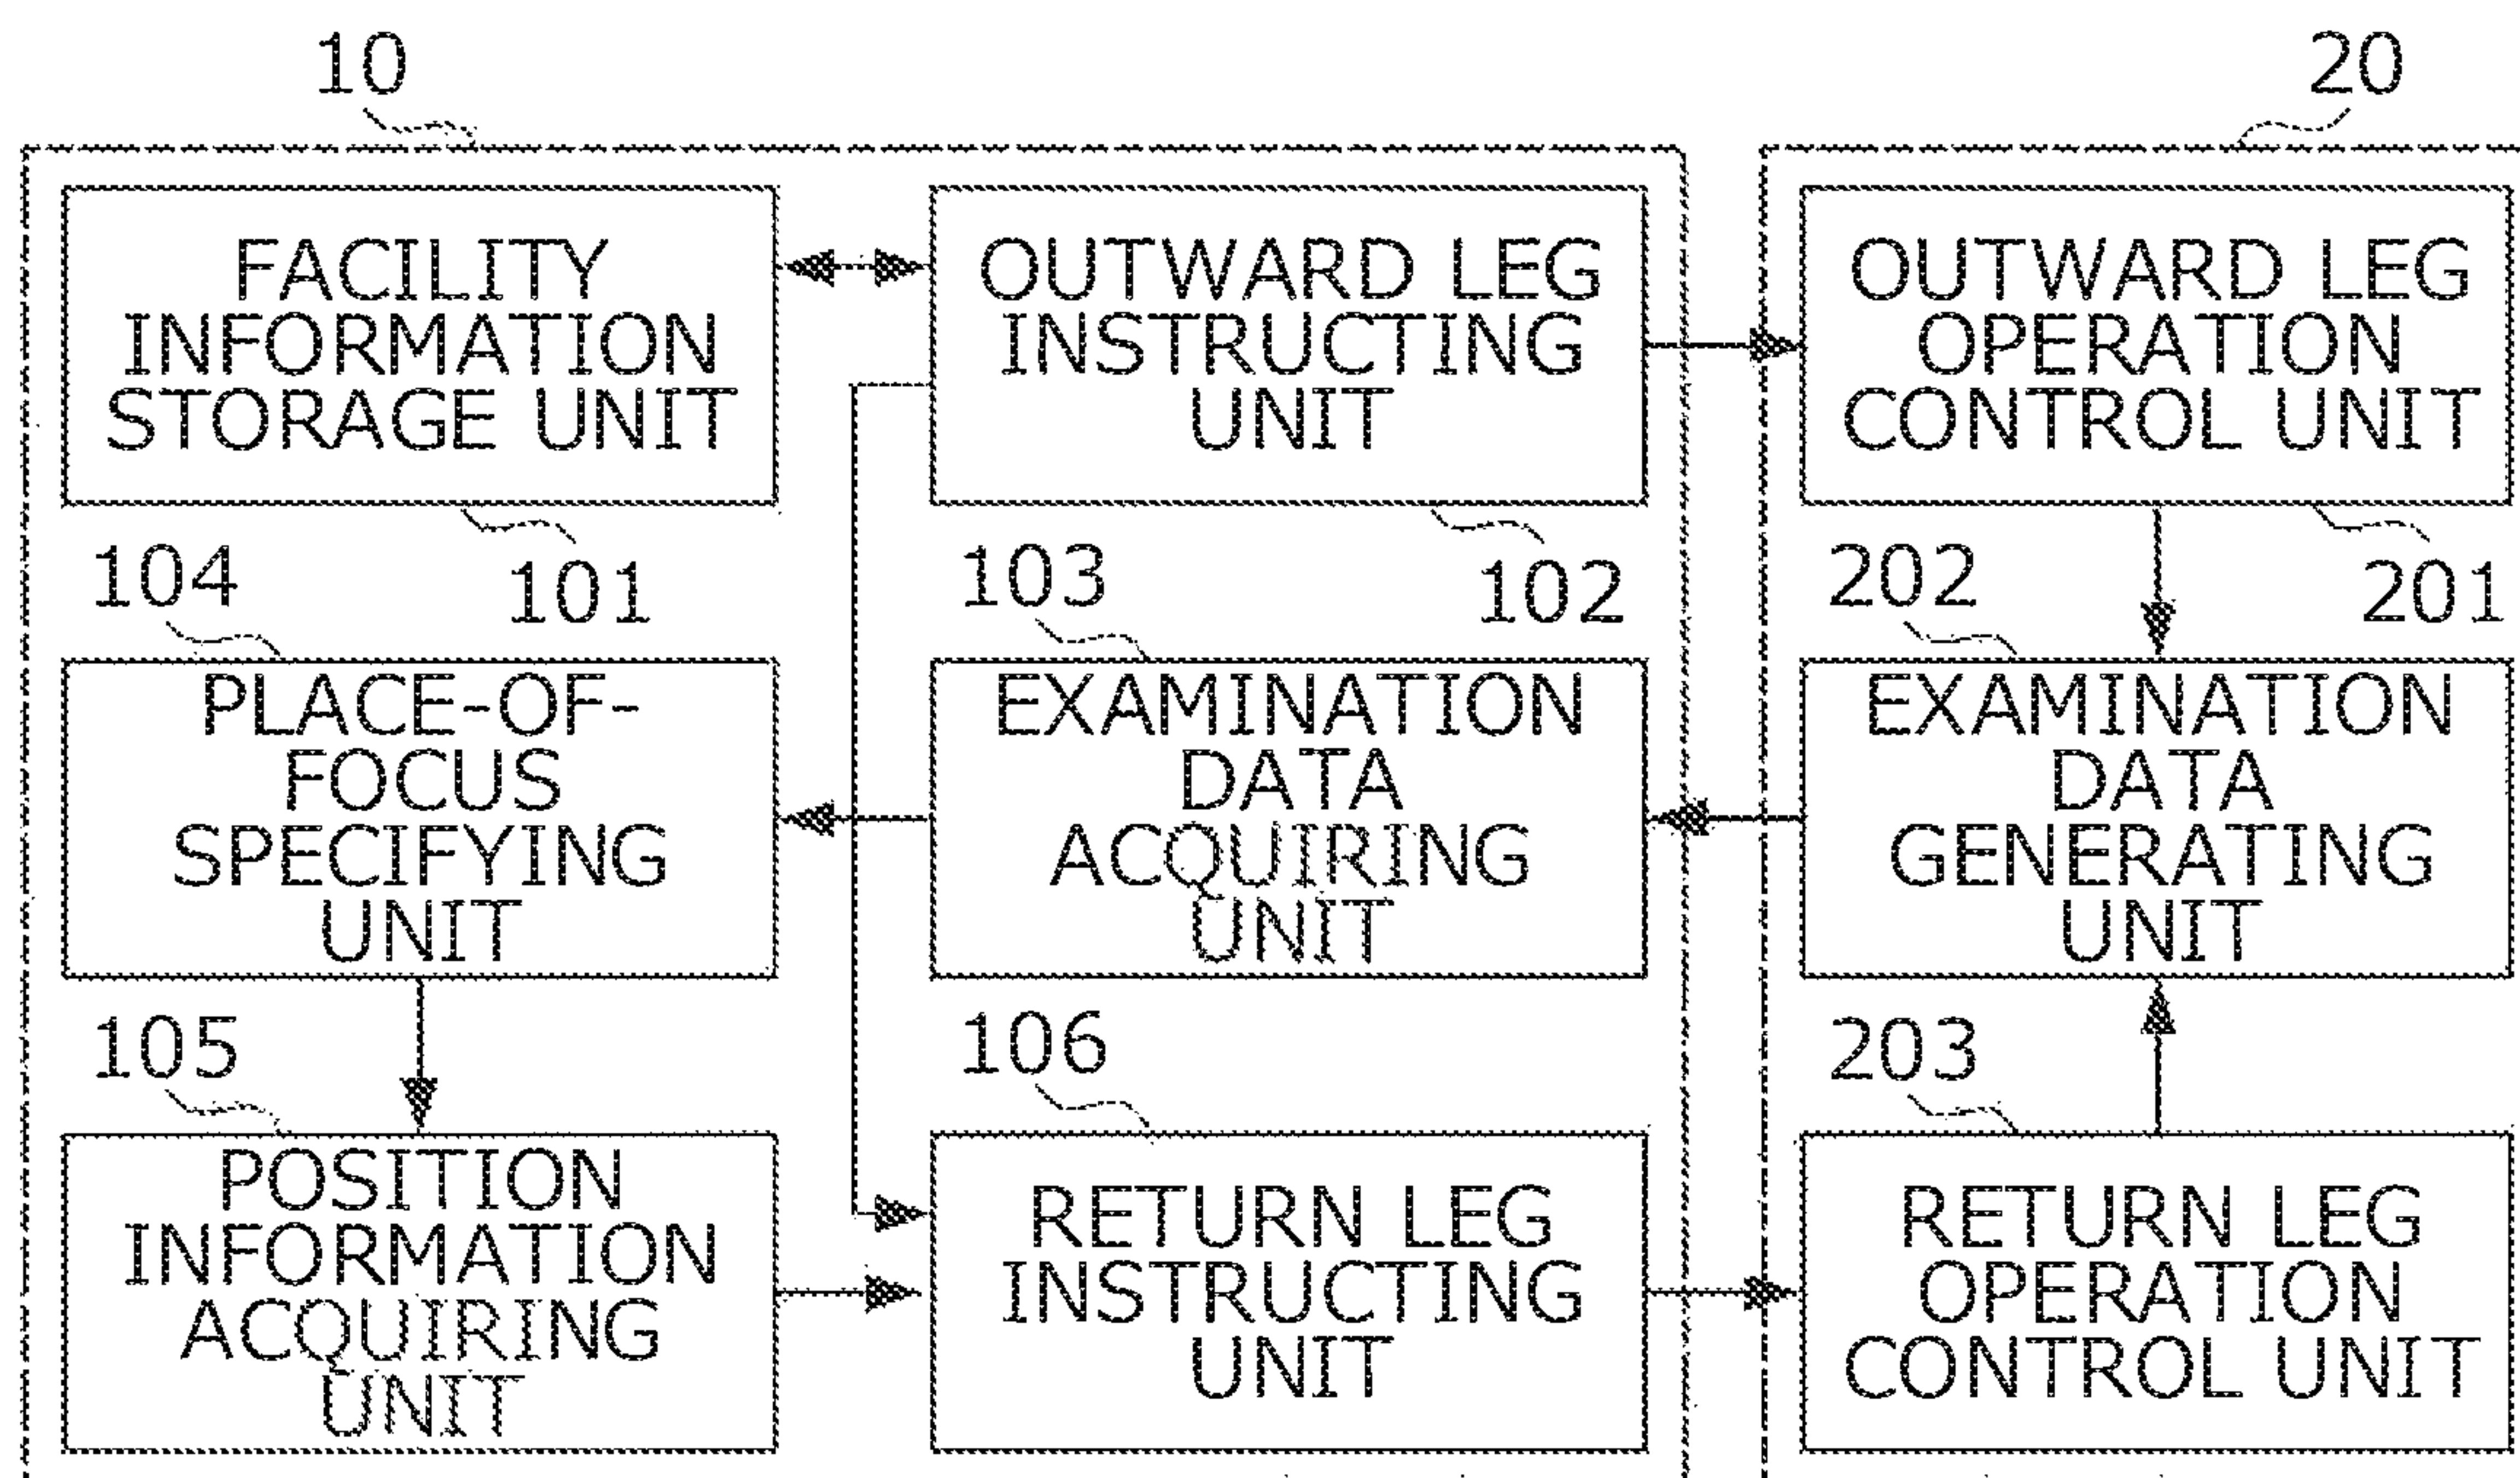 10
20
FACILITY
INFORMATION
STORAGE UNIT
OUTWARD LEG
INSTRUCTING
UNIT
OUTWARD LEG
OPERATION
CONTROL UNIT
101
102
201
104
103
202
PLACE-OF-
FOCUS
SPECIFYING
UNIT
EXAMINATION
DATA
ACQUIRING
UNIT
EXAMINATION
DATA
GENERATING
UNIT
105
106
203
POSITION
INFORMATION
ACQUIRING
UNIT
RETURN LEG
INSTRUCTING
UNIT
RETURN LEG
OPERATION
CONTROL UNIT